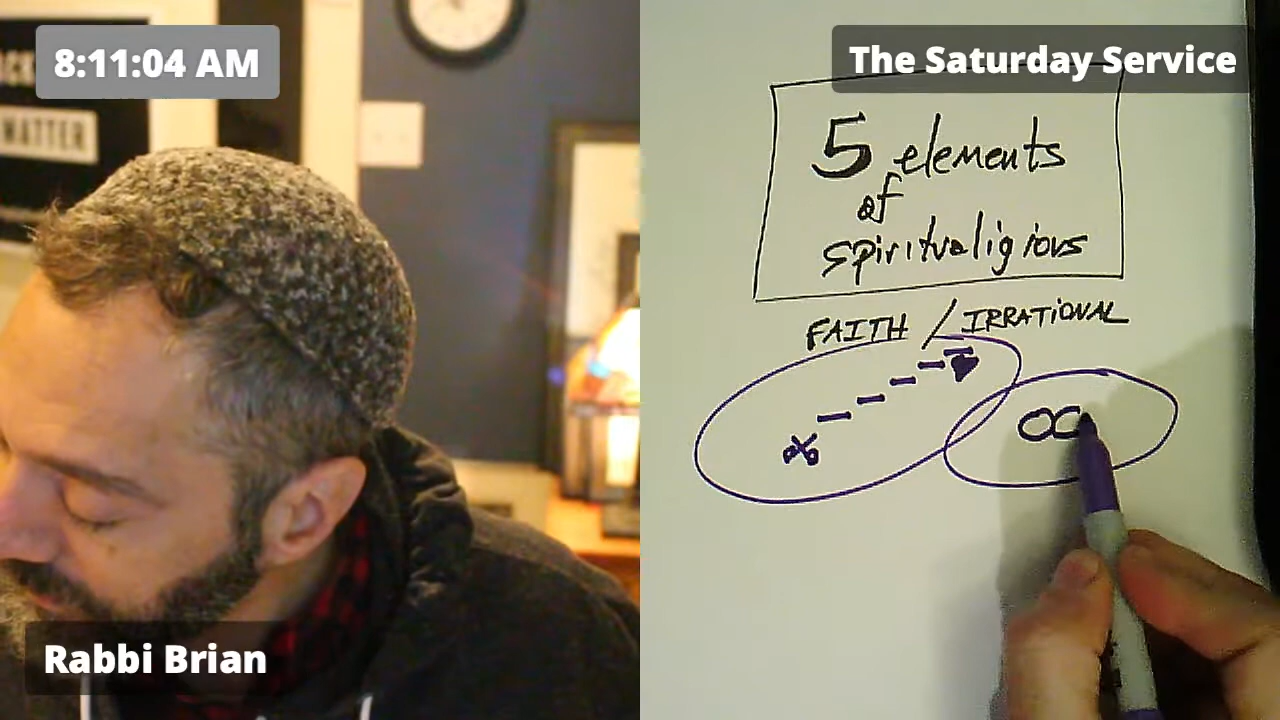 8:11:04 AM
MATTER
Rabbi Brian
The Saturday Service
5 elements
of
spiritualigious
FAITH / IRRATIONAL